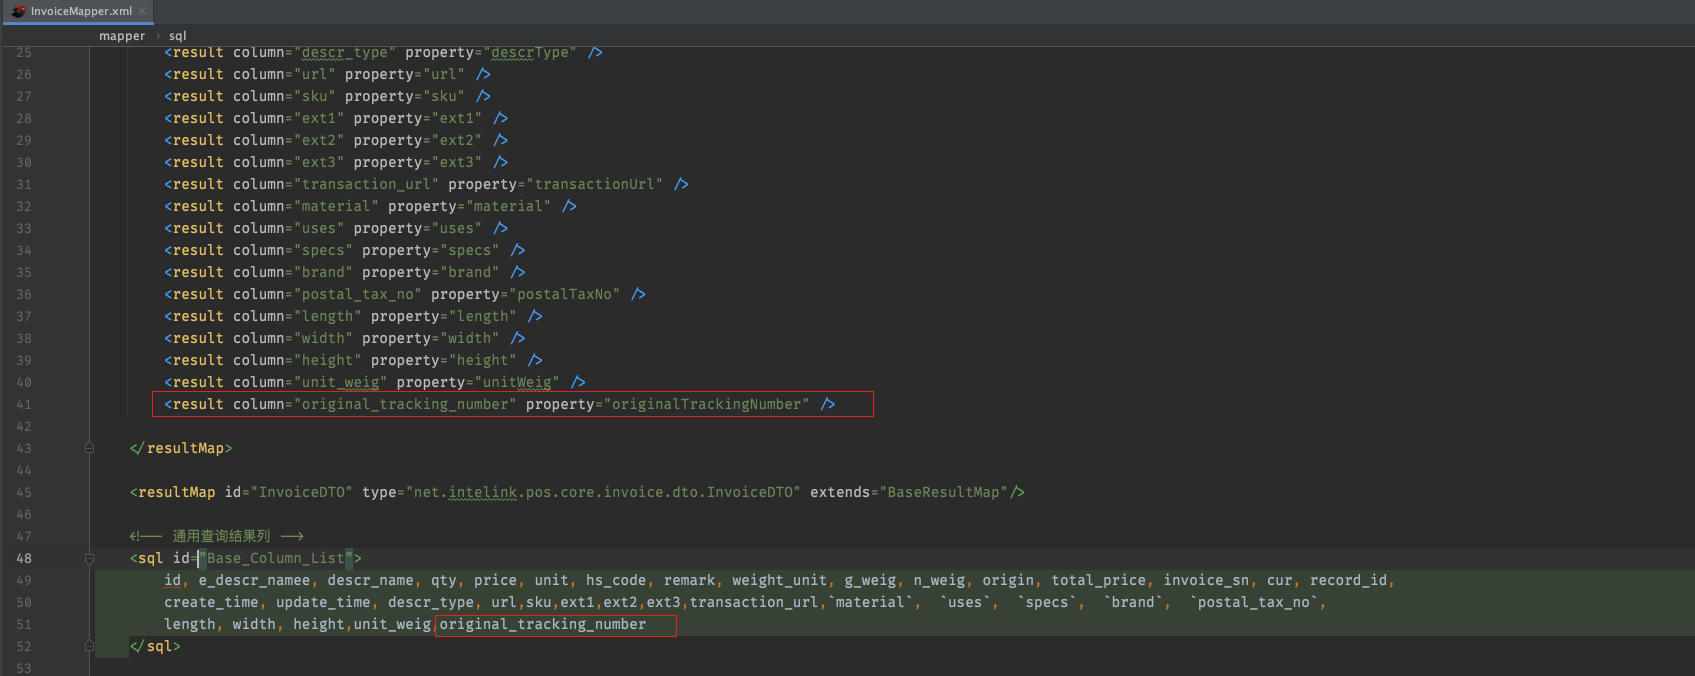 InvoiceMapper.xml ×
mapper › sql
25 <result column="descr_type" property="descrType" />
26 <result column="url" property="url" />
27 <result column="sku" property="sku" />
28 <result column="ext1" property="ext1" />
29 <result column="ext2" property="ext2" />
30 <result column="ext3" property="ext3" />
31 <result column="transaction_url" property="transactionUrl" />
32 <result column="material" property="material" />
33 <result column="uses" property="uses" />
34 <result column="specs" property="specs" />
35 <result column="brand" property="brand" />
36 <result column="postal_tax_no" property="postalTaxNo" />
37 <result column="length" property="length" />
38 <result column="width" property="width" />
39 <result column="height" property="height" />
40 <result column="unit_weig" property="unitWeig" />
41 <result column="original_tracking_number" property="originalTrackingNumber" />
42
43 </resultMap>
44
45 <resultMap id="InvoiceDTO" type="net.intelink.pos.core.invoice.dto.InvoiceDTO" extends="BaseResultMap"/>
46
47 <!-- 通用查询结果列 -->
48 <sql id="Base_Column_List">
49 id, e_descr_namee, descr_name, qty, price, unit, hs_code, remark, weight_unit, g_weig, n_weig, origin, total_price, invoice_sn, cur, record_id,
50 create_time, update_time, descr_type, url,sku,ext1,ext2,ext3,transaction_url,`material`, `uses`, `specs`, `brand`, `postal_tax_no`,
51 length, width, height,unit_weig,original_tracking_number
52 </sql>
53